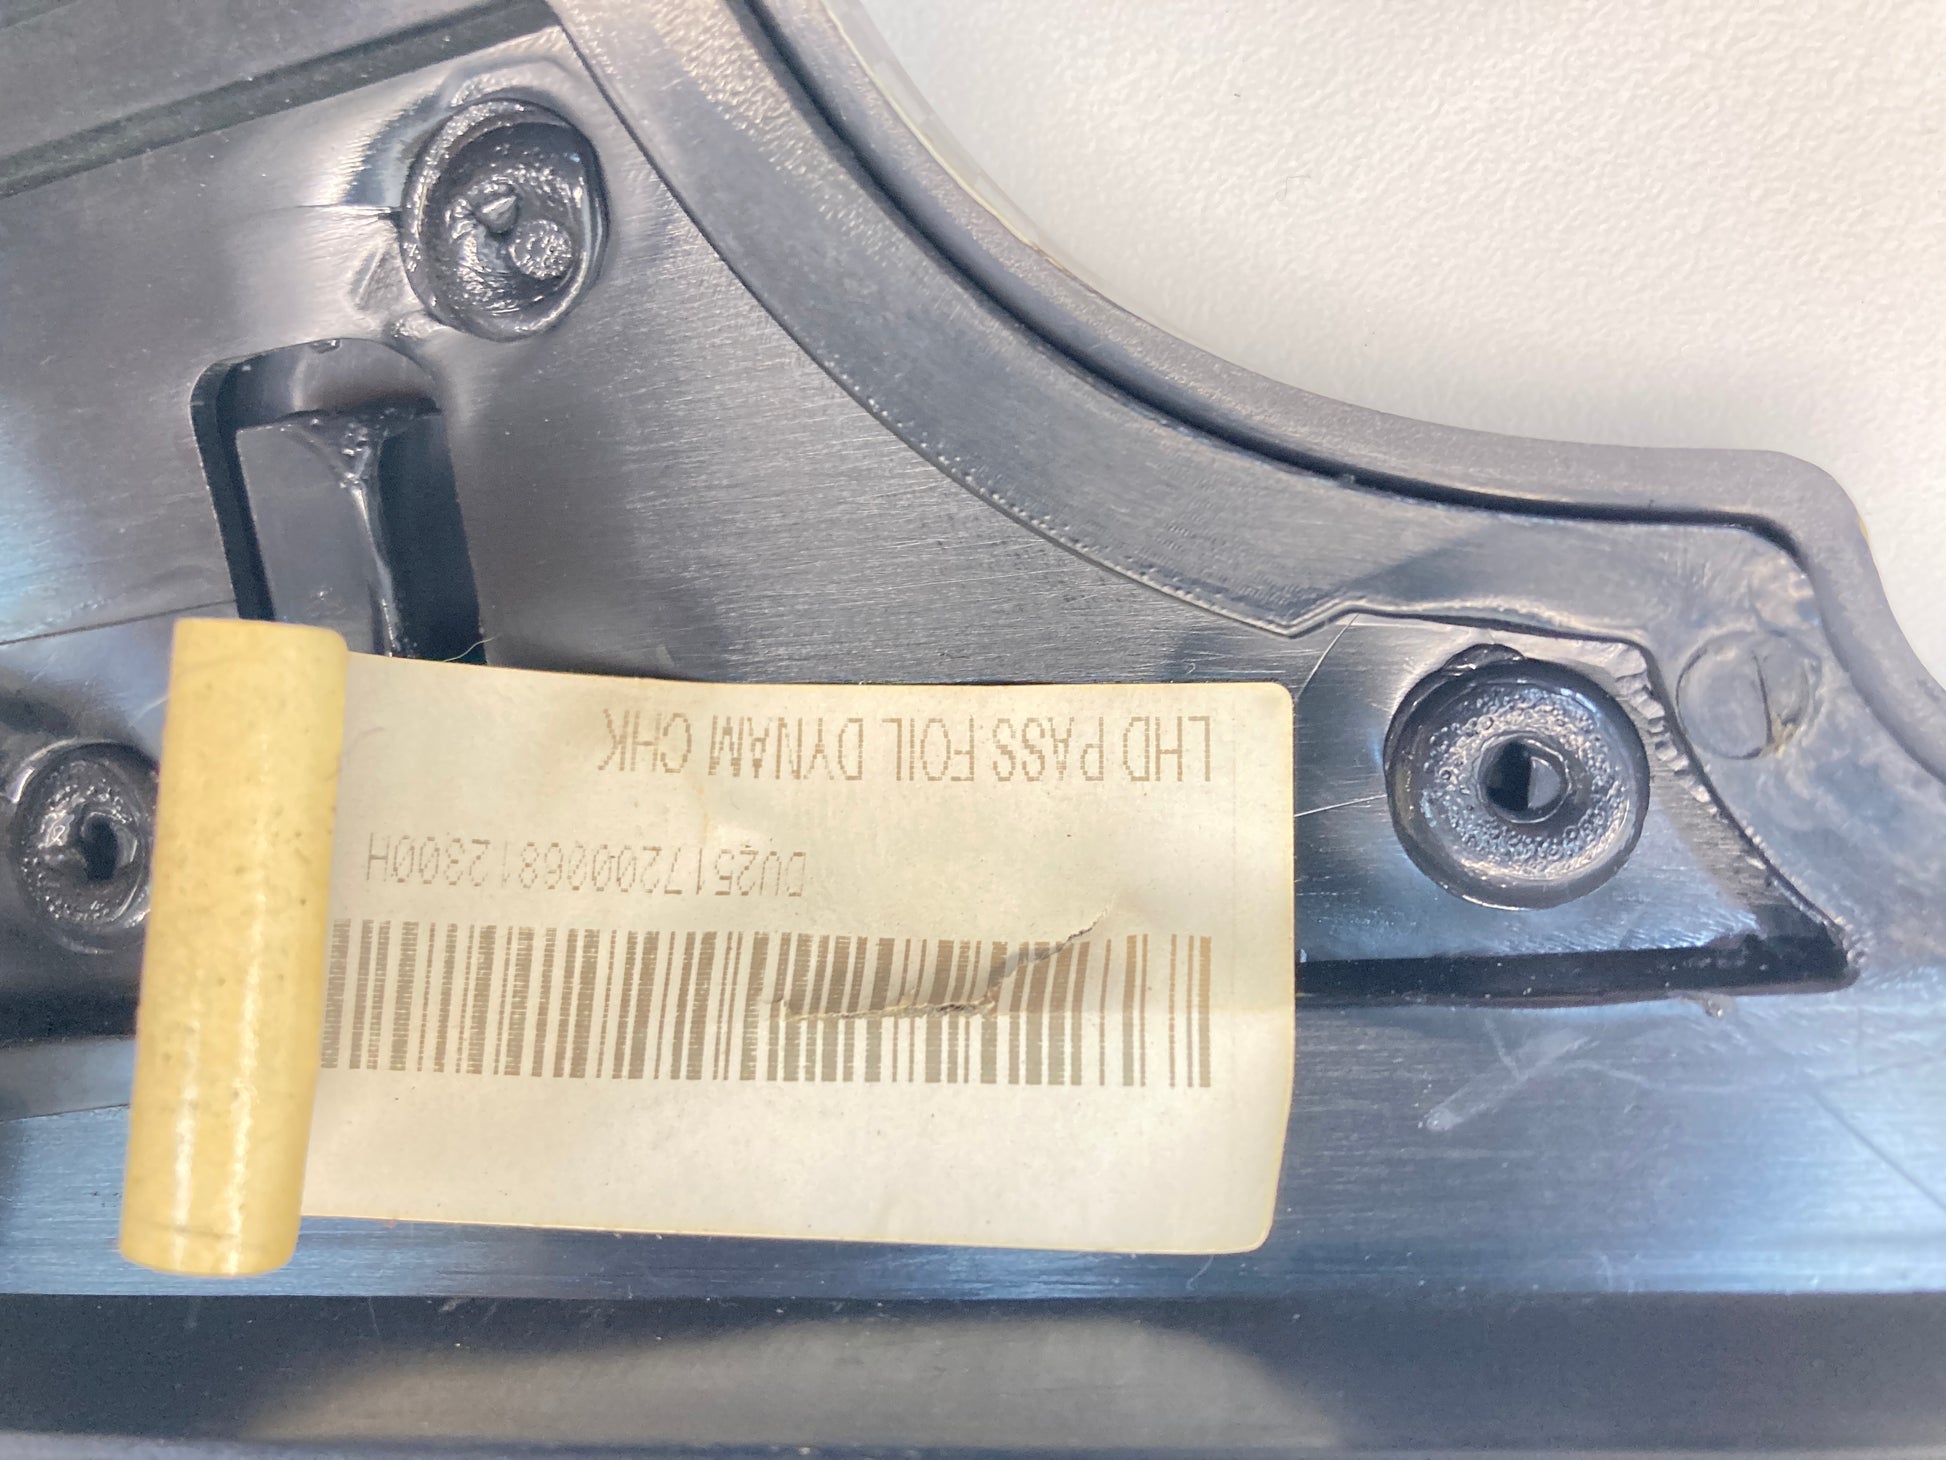 LHD PASS FOIL DYNAM CHK
DU251720006812300H